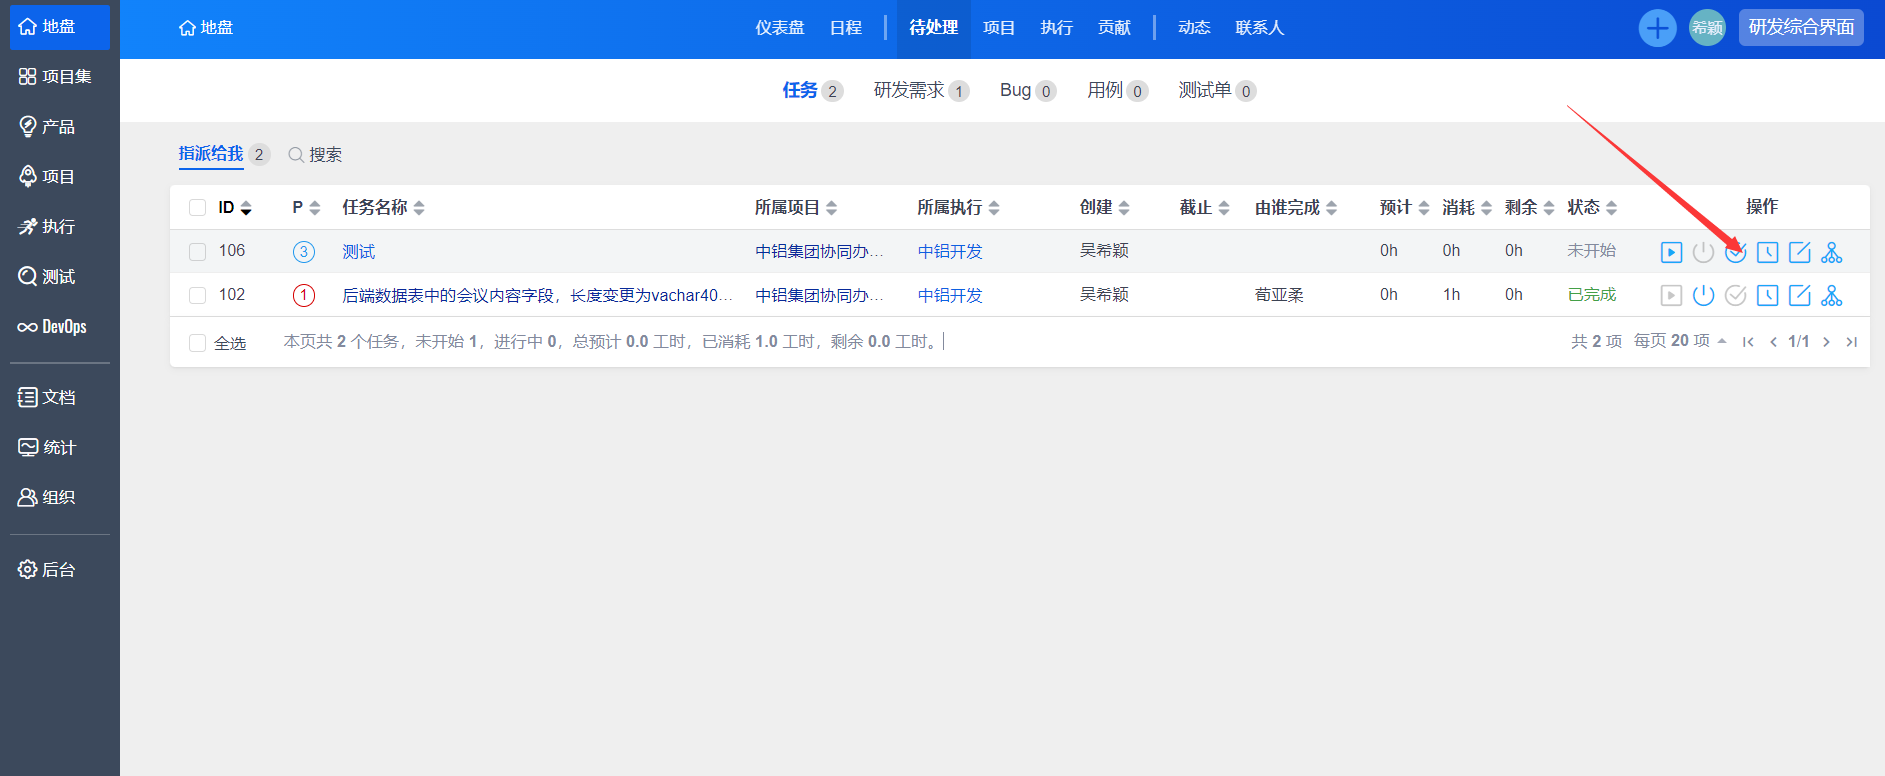 地盘
项目集
产品
项目
执行
测试
DevOps
文档
统计
组织
后台
地盘
仪表盘 日程 待处理 项目 执行 贡献 动态 联系人
希颖 研发综合界面
任务 2 研发需求 1 Bug 0 用例 0 测试单 0
指派给我 2 搜索
ID P 任务名称 所属项目 所属执行 创建 截止 由谁完成 预计 消耗 剩余 状态 操作
106 3 测试 中铝集团协同办... 中铝开发 吴希颖 0h 0h 0h 未开始
102 1 后端数据表中的会议内容字段，长度变更为vachar40... 中铝集团协同办... 中铝开发 吴希颖 荀亚柔 0h 1h 0h 已完成
全选 本页共 2 个任务，未开始 1，进行中 0，总预计 0.0 工时，已消耗 1.0 工时，剩余 0.0 工时。 共 2 项 每页 20 项 1/1